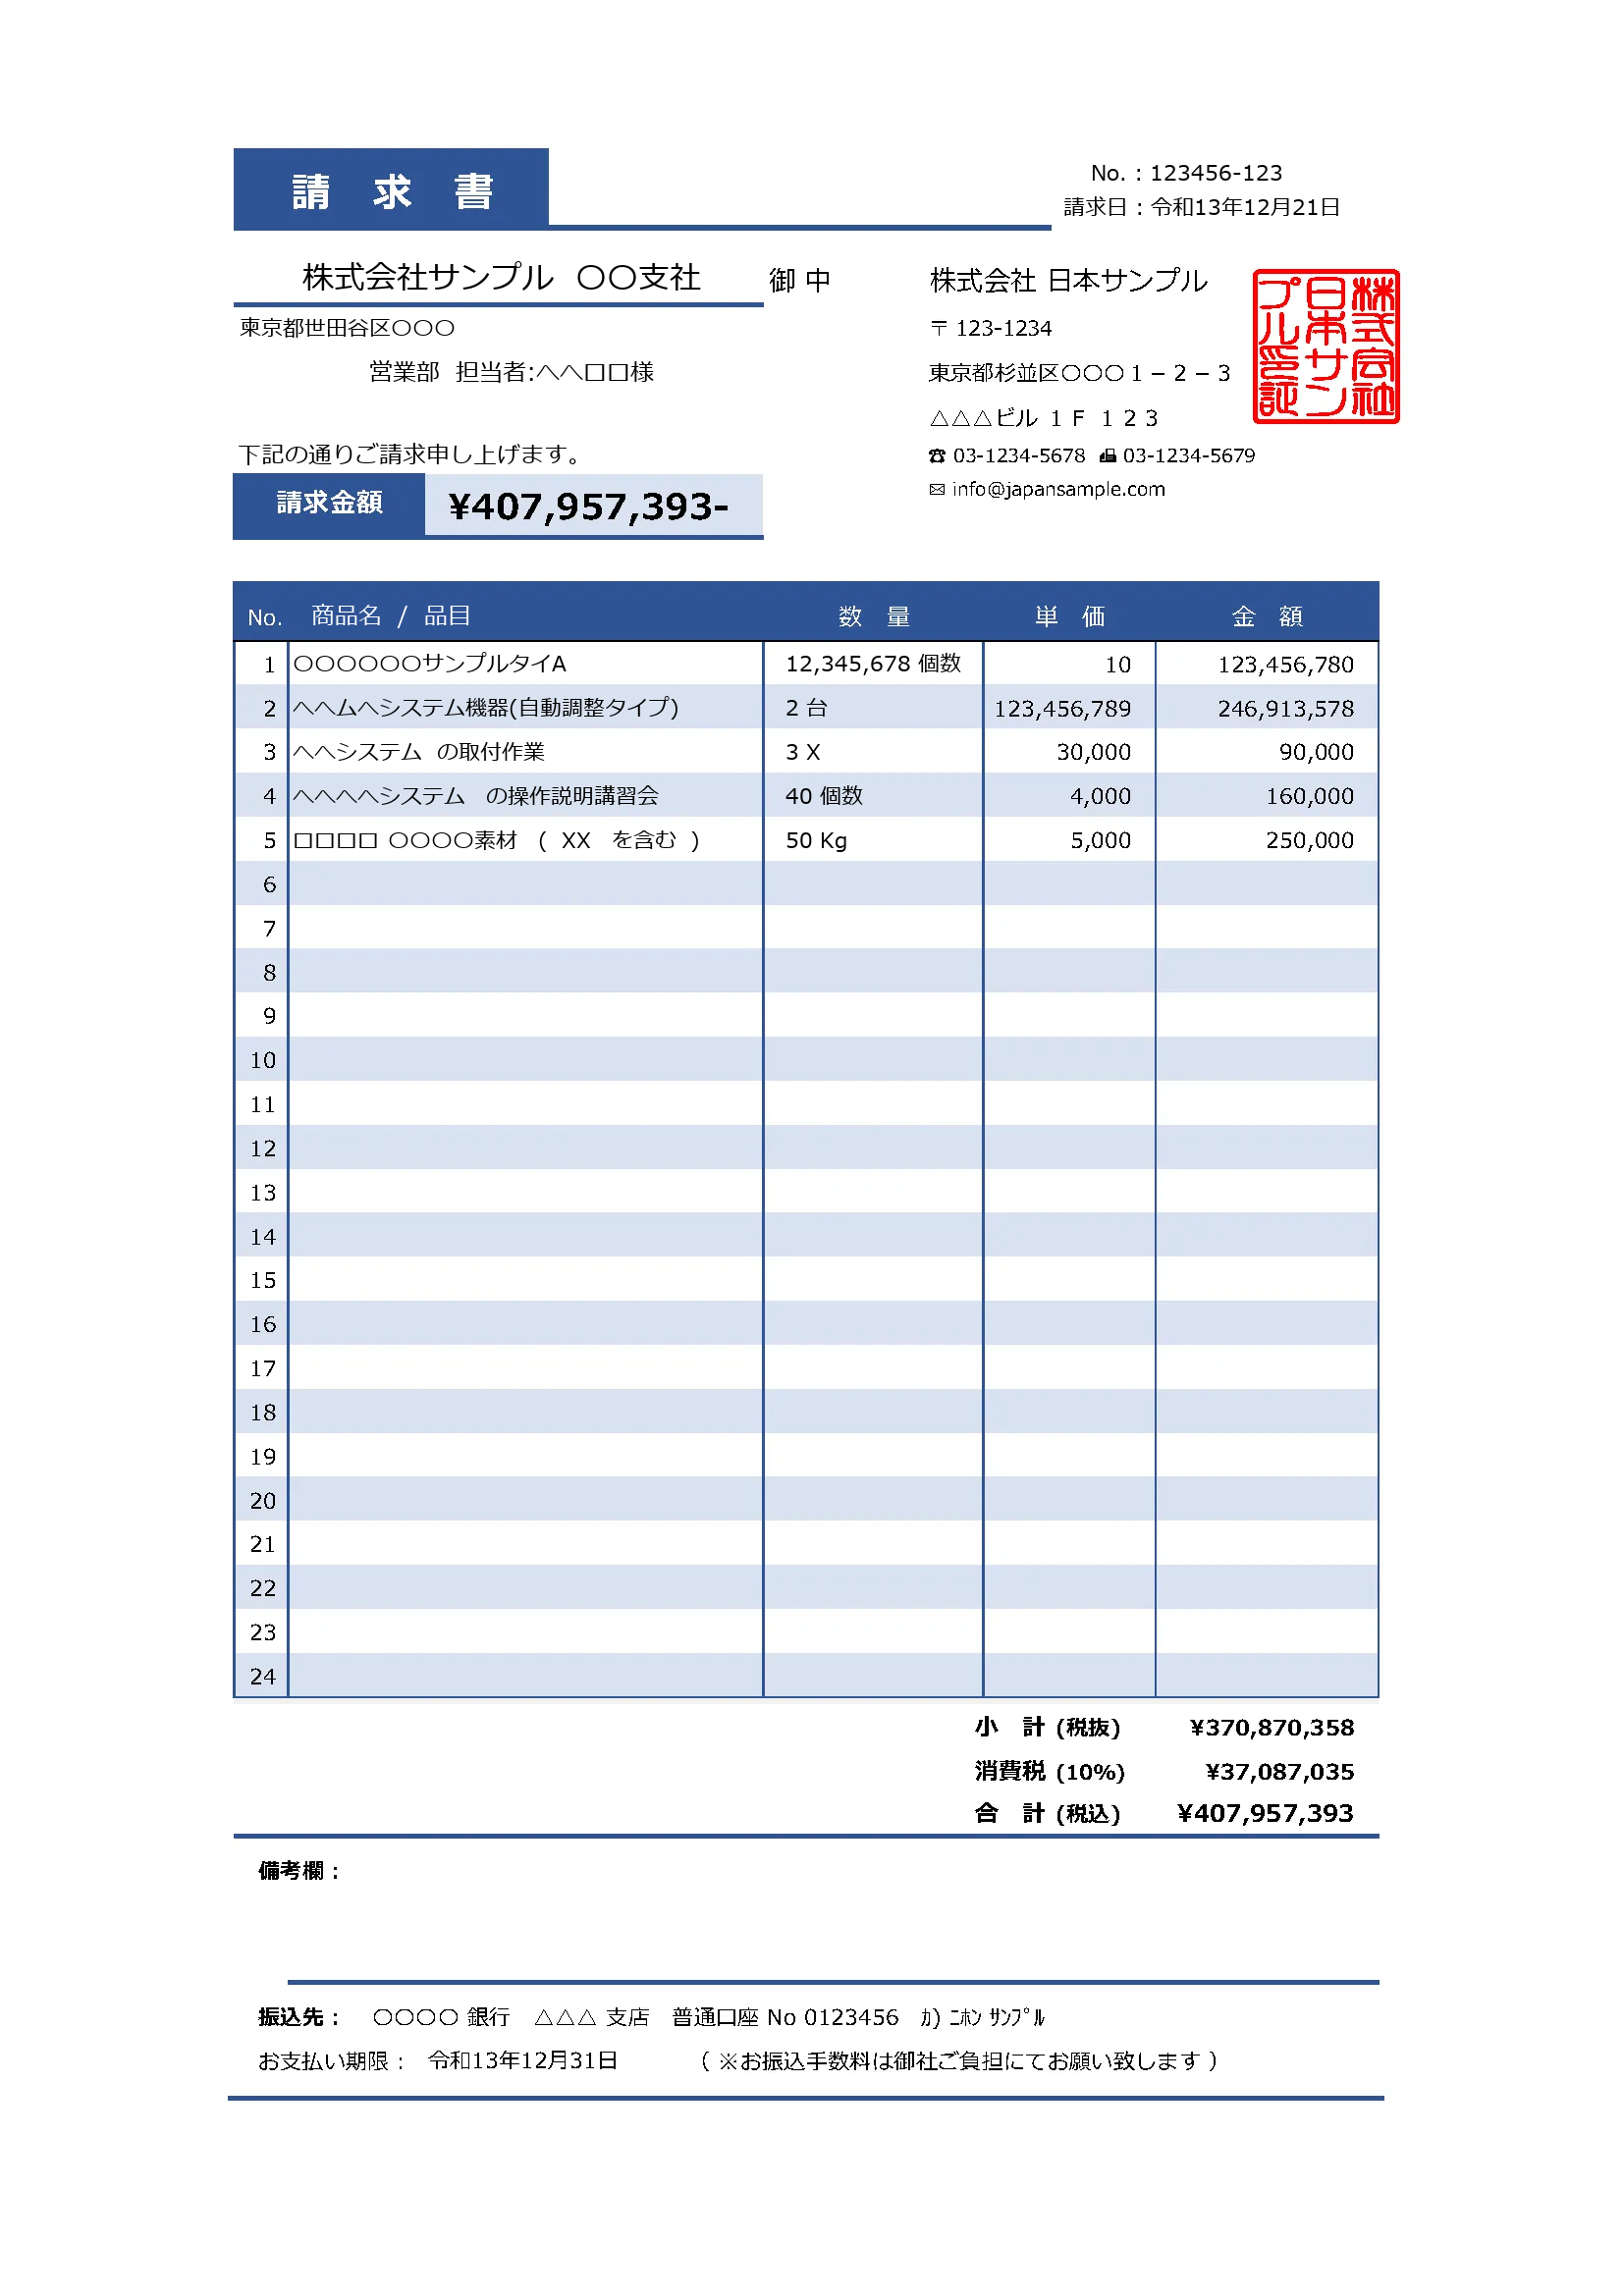 請 求 書
No. : 123456-123
請求日 : 令和13年12月21日
株式会社サンプル 〇〇支社 御 中
東京都世田谷区〇〇〇
営業部 担当者:へへ口口様
下記の通りご請求申し上げます。
請求金額 ¥407,957,393-
株式会社 日本サンプル
〒 123-1234
東京都杉並区〇〇〇１－２－３
△△△ビル １Ｆ １２３
☎ 03-1234-5678 📠 03-1234-5679
✉ info@japansample.com
株式会社
日本サン
プル印証
No. 商品名 / 品目 数 量 単 価 金 額
1 〇〇〇〇〇〇サンプルタイA 12,345,678 個数 10 123,456,780
2 へへムへシステム機器(自動調整タイプ) 2 台 123,456,789 246,913,578
3 へへシステム の取付作業 3 X 30,000 90,000
4 へへへへシステム の操作説明講習会 40 個数 4,000 160,000
5 口口口口 〇〇〇〇素材 ( XX を含む ) 50 Kg 5,000 250,000
6
7
8
9
10
11
12
13
14
15
16
17
18
19
20
21
22
23
24
小 計 (税抜) ¥370,870,358
消費税 (10%) ¥37,087,035
合 計 (税込) ¥407,957,393
備考欄 :
振込先 : 〇〇〇〇 銀行 △△△ 支店 普通口座 No 0123456 ｶ) ﾆﾎﾝ ｻﾝﾌﾟﾙ
お支払い期限 : 令和13年12月31日 ( ※お振込手数料は御社ご負担にてお願い致します )